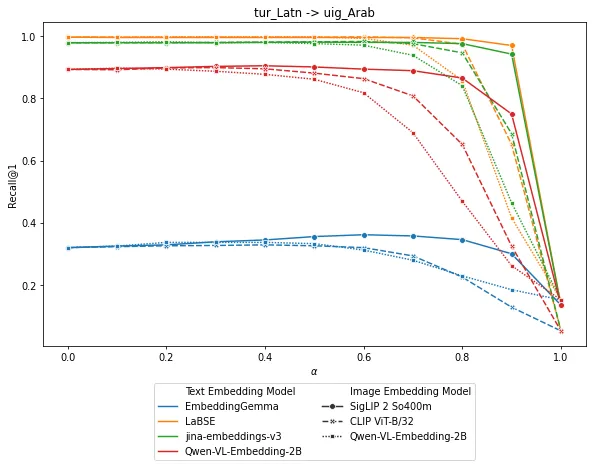 tur_Latn -> uig_Arab
Recall@1
1.0
0.8
0.6
0.4
0.2
0.0 0.2 0.4 0.6 0.8 1.0
α
Text Embedding Model Image Embedding Model
EmbeddingGemma SigLIP 2 So400m
LaBSE CLIP ViT-B/32
jina-embeddings-v3 Qwen-VL-Embedding-2B
Qwen-VL-Embedding-2B